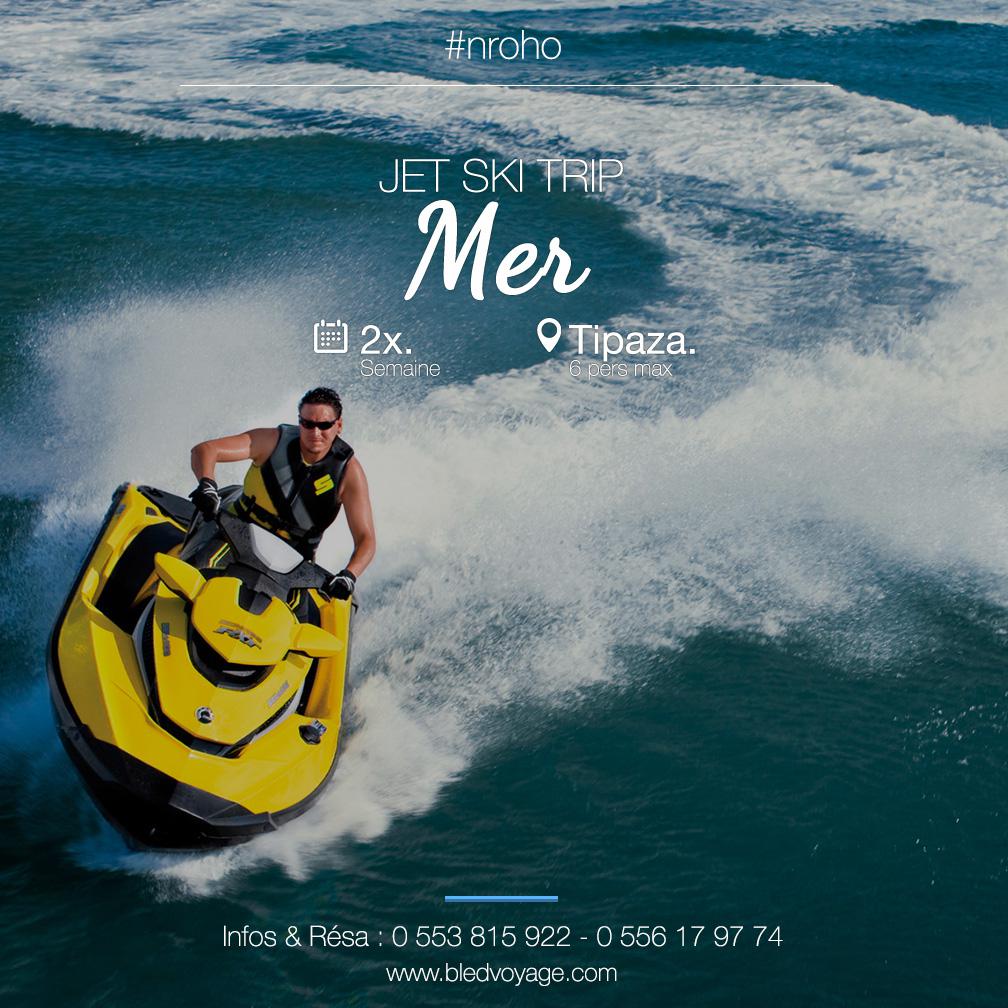 #nroho
JET SKI TRIP
Mer
2x.
Semaine
Tipaza.
6 pers max
S
RXT
Infos & Résa : 0 553 815 922 - 0 556 17 97 74
www.bledvoyage.com